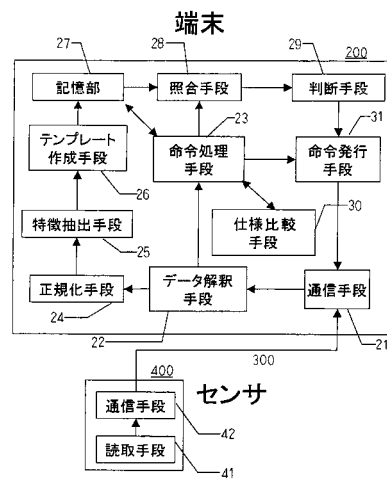 端末
27
28
29
200
記憶部
照合手段
判断手段
23
31
テンプレート
作成手段
命令処理
手段
命令発行
手段
26
30
特徴抽出手段
仕様比較
手段
25
正規化手段
データ解釈
手段
通信手段
24
22
300
21
400
センサ
通信手段
42
読取手段
41